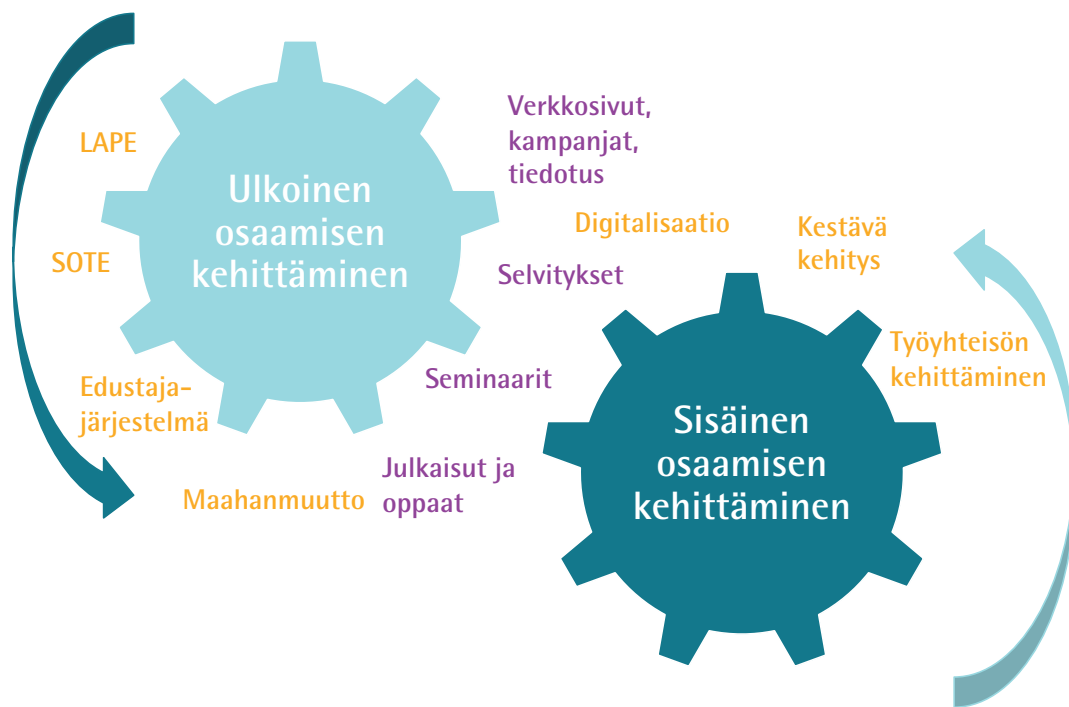 LAPE
SOTE
Edustaja-
järjestelmä
Maahanmuutto
Ulkoinen
osaamisen
kehittäminen
Verkkosivut,
kampanjat,
tiedotus
Selvitykset
Seminaarit
Julkaisut ja
oppaat
Digitalisaatio
Kestävä
kehitys
Työyhteisön
kehittäminen
Sisäinen
osaamisen
kehittäminen